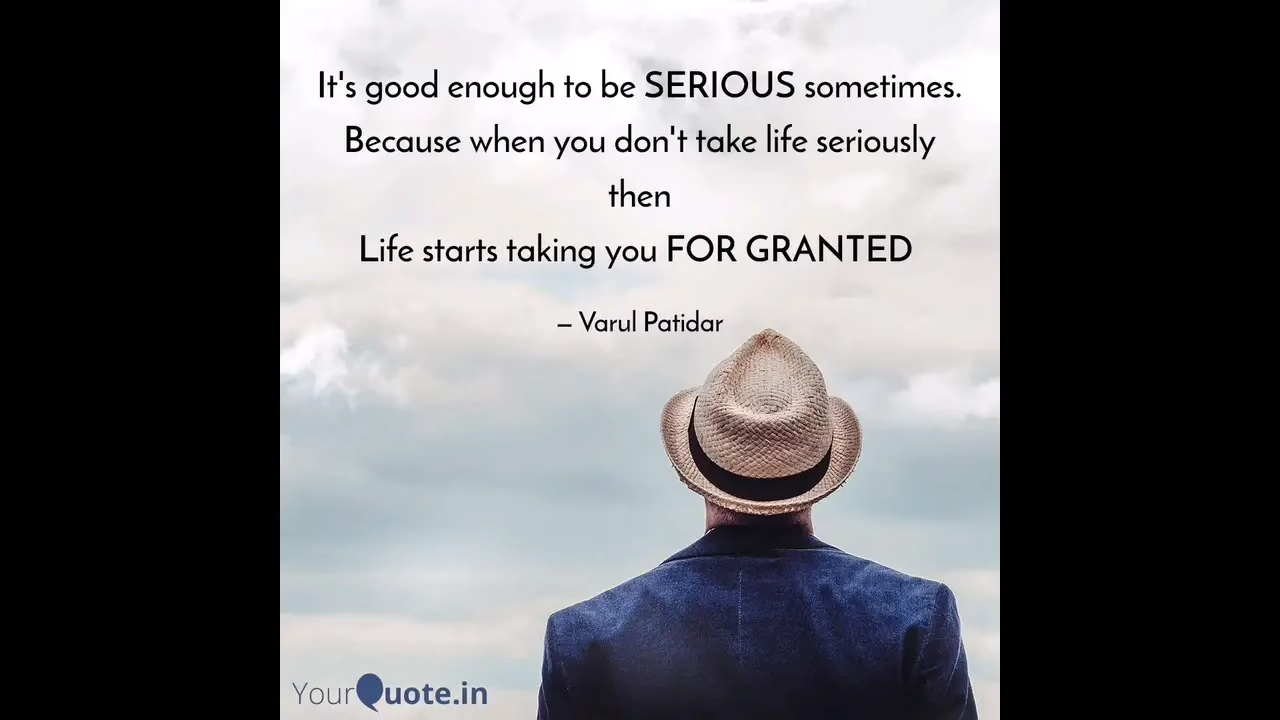 It's good enough to be SERIOUS sometimes.
Because when you don't take life seriously
then
Life starts taking you FOR GRANTED
– Varul Patidar
YourQuote.in